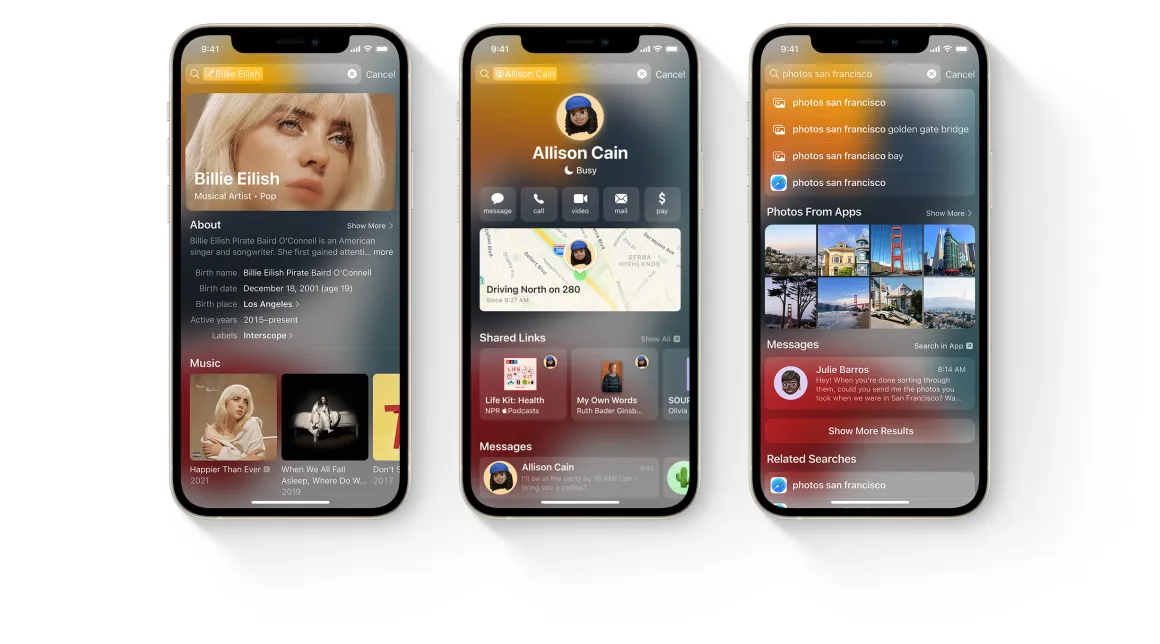 9:41
Billie Eilish
Cancel
Billie Eilish
Musical Artist • Pop
About
Show More >
Billie Eilish Pirate Baird O'Connell is an American
singer and songwriter. She first gained attenti... more
Birth name Billie Eilish Pirate Baird O'Connell
Birth date December 18, 2001 (age 19)
Birth place Los Angeles >
Active years 2015–present
Labels Interscope >
Music
Happier Than Ever E
2021
When We All Fall
Asleep, Where Do W...
2019
Don't S
2017
9:41
Allison Cain
Cancel
Allison Cain
Busy
message
call
video
mail
$
pay
280
SERRA
HIGHLANDS
Driving North on 280
Since 9:27 AM
Shared Links
Show All
LIFE
KIT
Life Kit: Health
NPR Podcasts
My Own Words
Ruth Bader Ginsb...
SOUR
Olivia
Messages
Allison Cain
9:42
I'll be at the party by 10 AM! Can I
bring you a coffee?
9:41
photos san francisco
Cancel
photos san francisco
photos san francisco golden gate bridge
photos san francisco bay
photos san francisco
Photos From Apps
Show More >
Messages
Search in App
Julie Barros
8:14 AM
Hey! When you're done sorting through
them, could you send me the photos you
took when we were in San Francisco? Wa...
Show More Results
Related Searches
photos san francisco